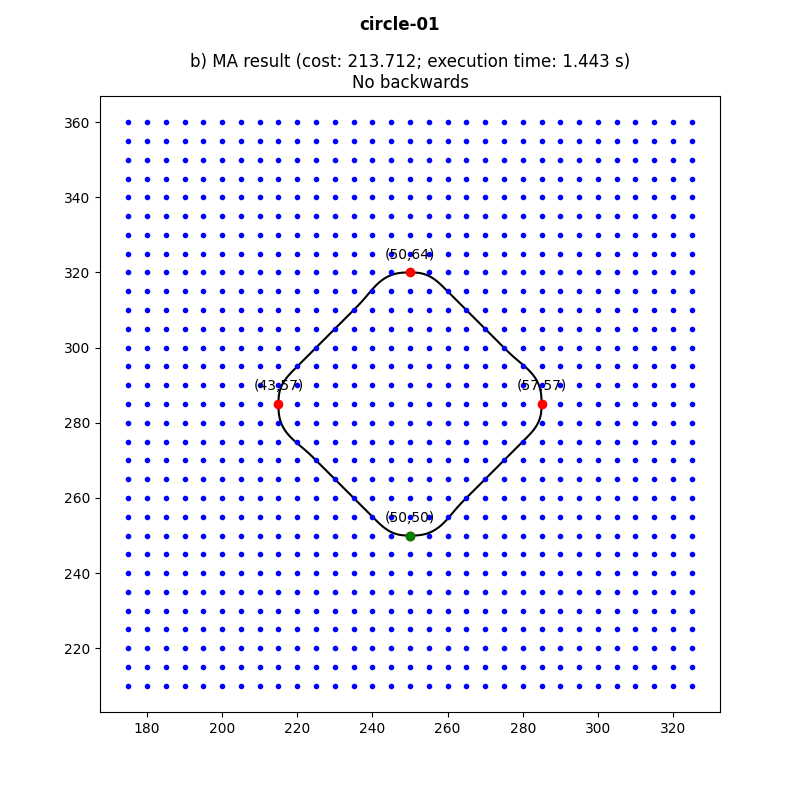 circle-01
b) MA result (cost: 213.712; execution time: 1.443 s)
No backwards
360
340
(50,64)
320
300
(43,57) (57,57)
280
260
(50,50)
240
220
180 200 220 240 260 280 300 320